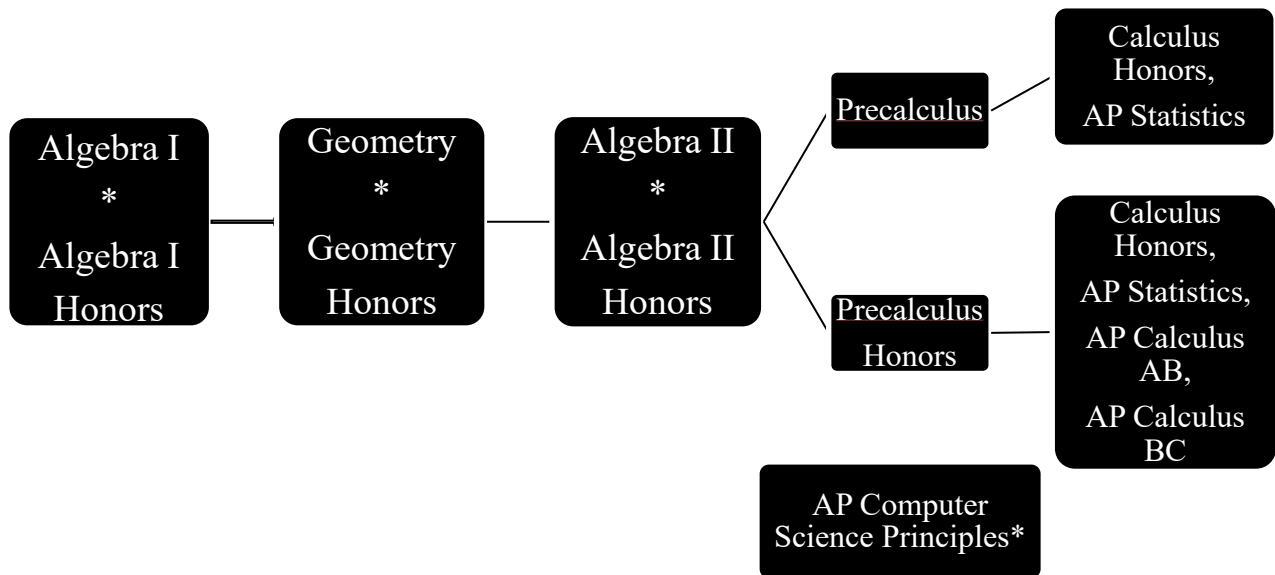 Algebra I
*
Algebra I
Honors
Geometry
*
Geometry
Honors
Algebra II
*
Algebra II
Honors
Precalculus
Calculus
Honors,
AP Statistics
Precalculus
Honors
Calculus
Honors,
AP Statistics,
AP Calculus
AB,
AP Calculus
BC
AP Computer
Science Principles*